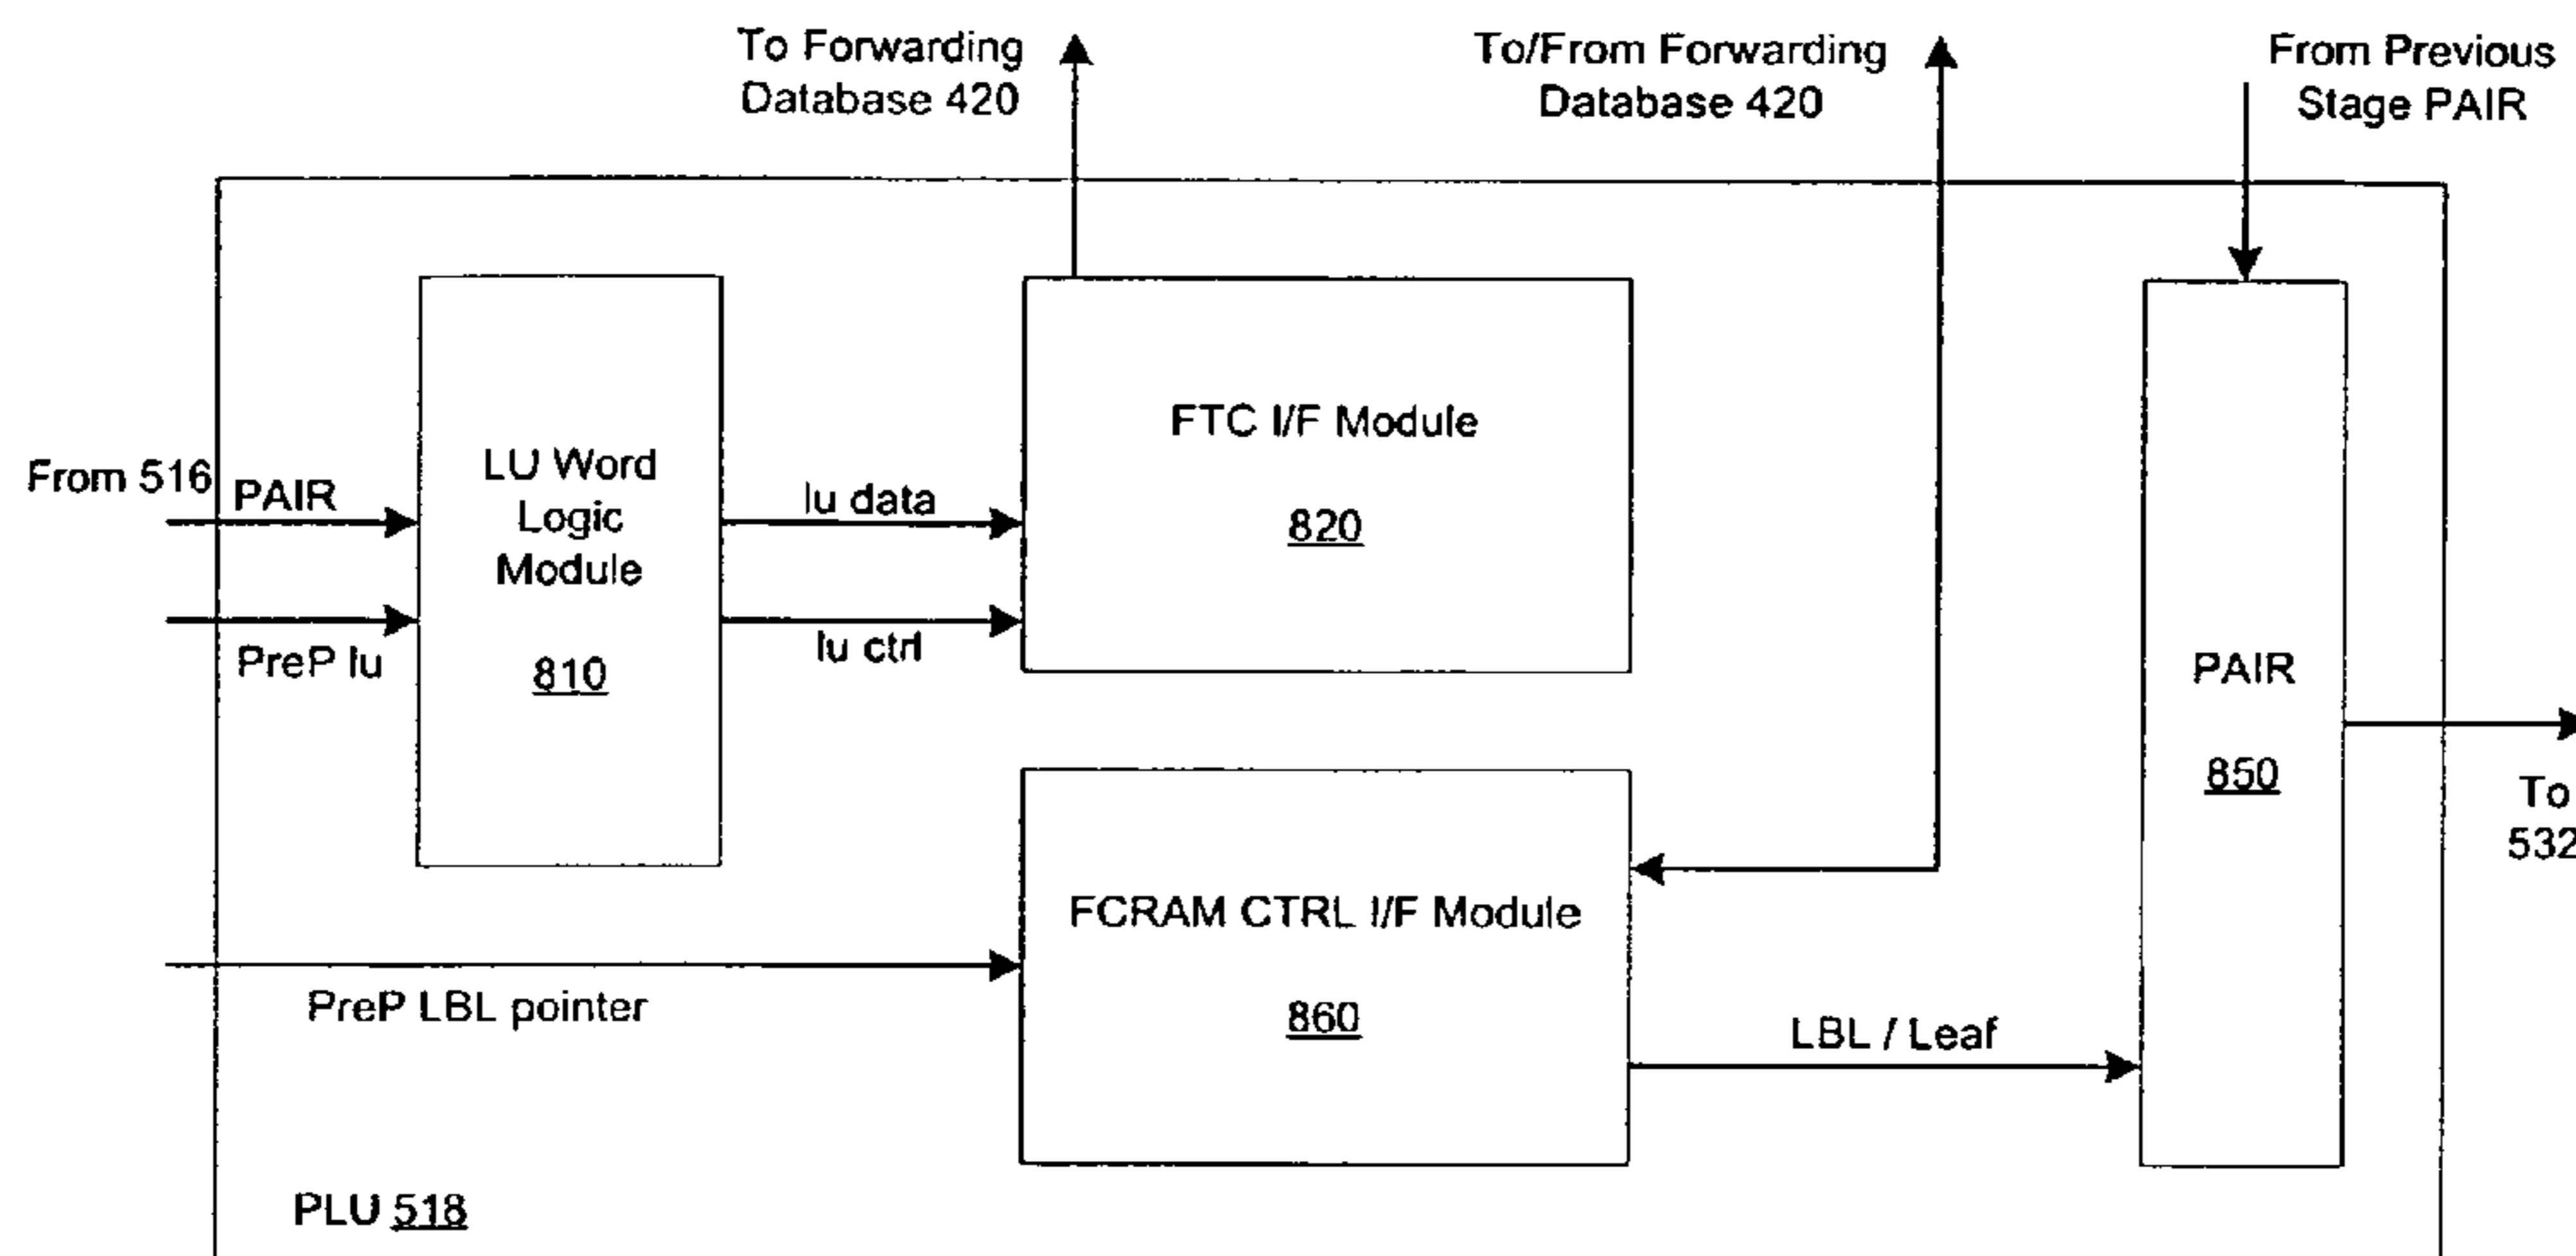 To Forwarding
Database 420
To/From Forwarding
Database 420
From Previous
Stage PAIR
From 516
PAIR
PreP lu
LU Word
Logic
Module
810
lu data
lu ctrl
FTC I/F Module
820
PAIR
850
To
532
FCRAM CTRL I/F Module
860
PreP LBL pointer
LBL / Leaf
PLU 518